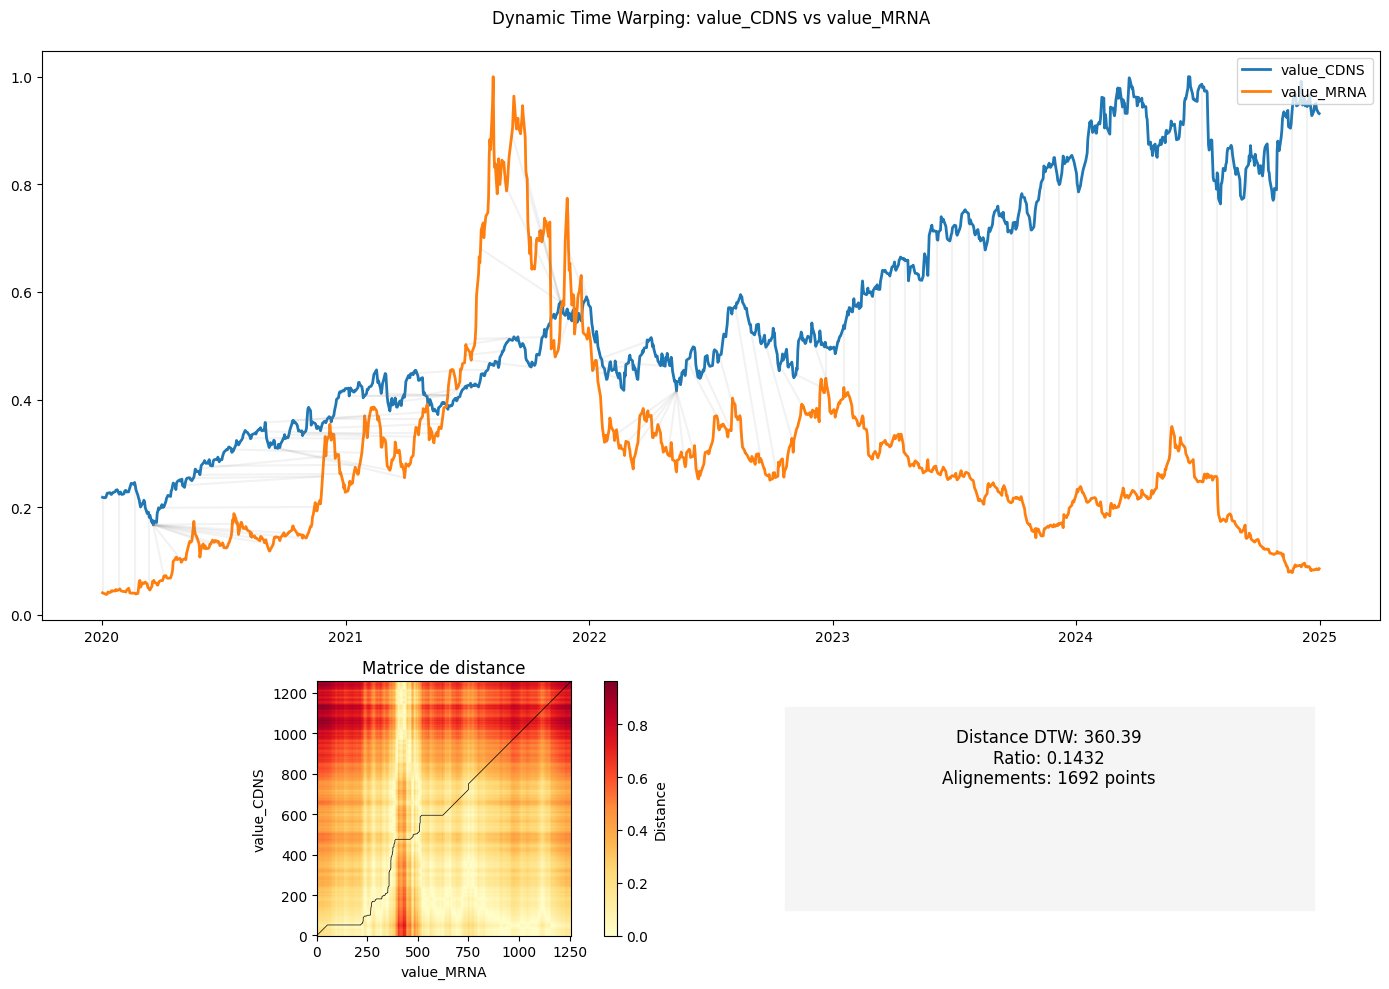 Dynamic Time Warping: value_CDNS vs value_MRNA
value_CDNS
value_MRNA
1.0
0.8
0.6
0.4
0.2
0.0
2020 2021 2022 2023 2024 2025
Matrice de distance
value_CDNS
1200
1000
800
600
400
200
0
0 250 500 750 1000 1250
value_MRNA
0.8
0.6
0.4
0.2
0.0
Distance
Distance DTW: 360.39
Ratio: 0.1432
Alignements: 1692 points